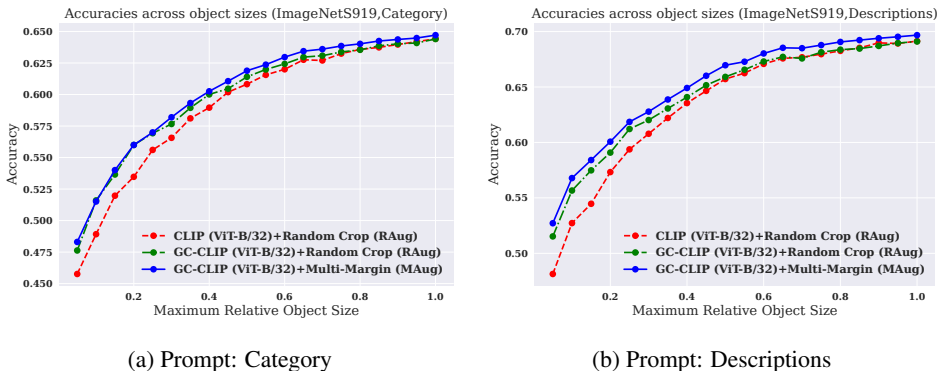 Accuracies across object sizes (ImageNetS919,Category)
0.650
0.625
0.600
0.575
0.550
0.525
0.500
0.475
0.450
Accuracy
CLIP (ViT-B/32)+Random Crop (RAug)
GC-CLIP (ViT-B/32)+Random Crop (RAug)
GC-CLIP (ViT-B/32)+Multi-Margin (MAug)
0.2 0.4 0.6 0.8 1.0
Maximum Relative Object Size
(a) Prompt: Category
Accuracies across object sizes (ImageNetS919,Descriptions)
0.70
0.65
0.60
0.55
0.50
Accuracy
CLIP (ViT-B/32)+Random Crop (RAug)
GC-CLIP (ViT-B/32)+Random Crop (RAug)
GC-CLIP (ViT-B/32)+Multi-Margin (MAug)
0.2 0.4 0.6 0.8 1.0
Maximum Relative Object Size
(b) Prompt: Descriptions